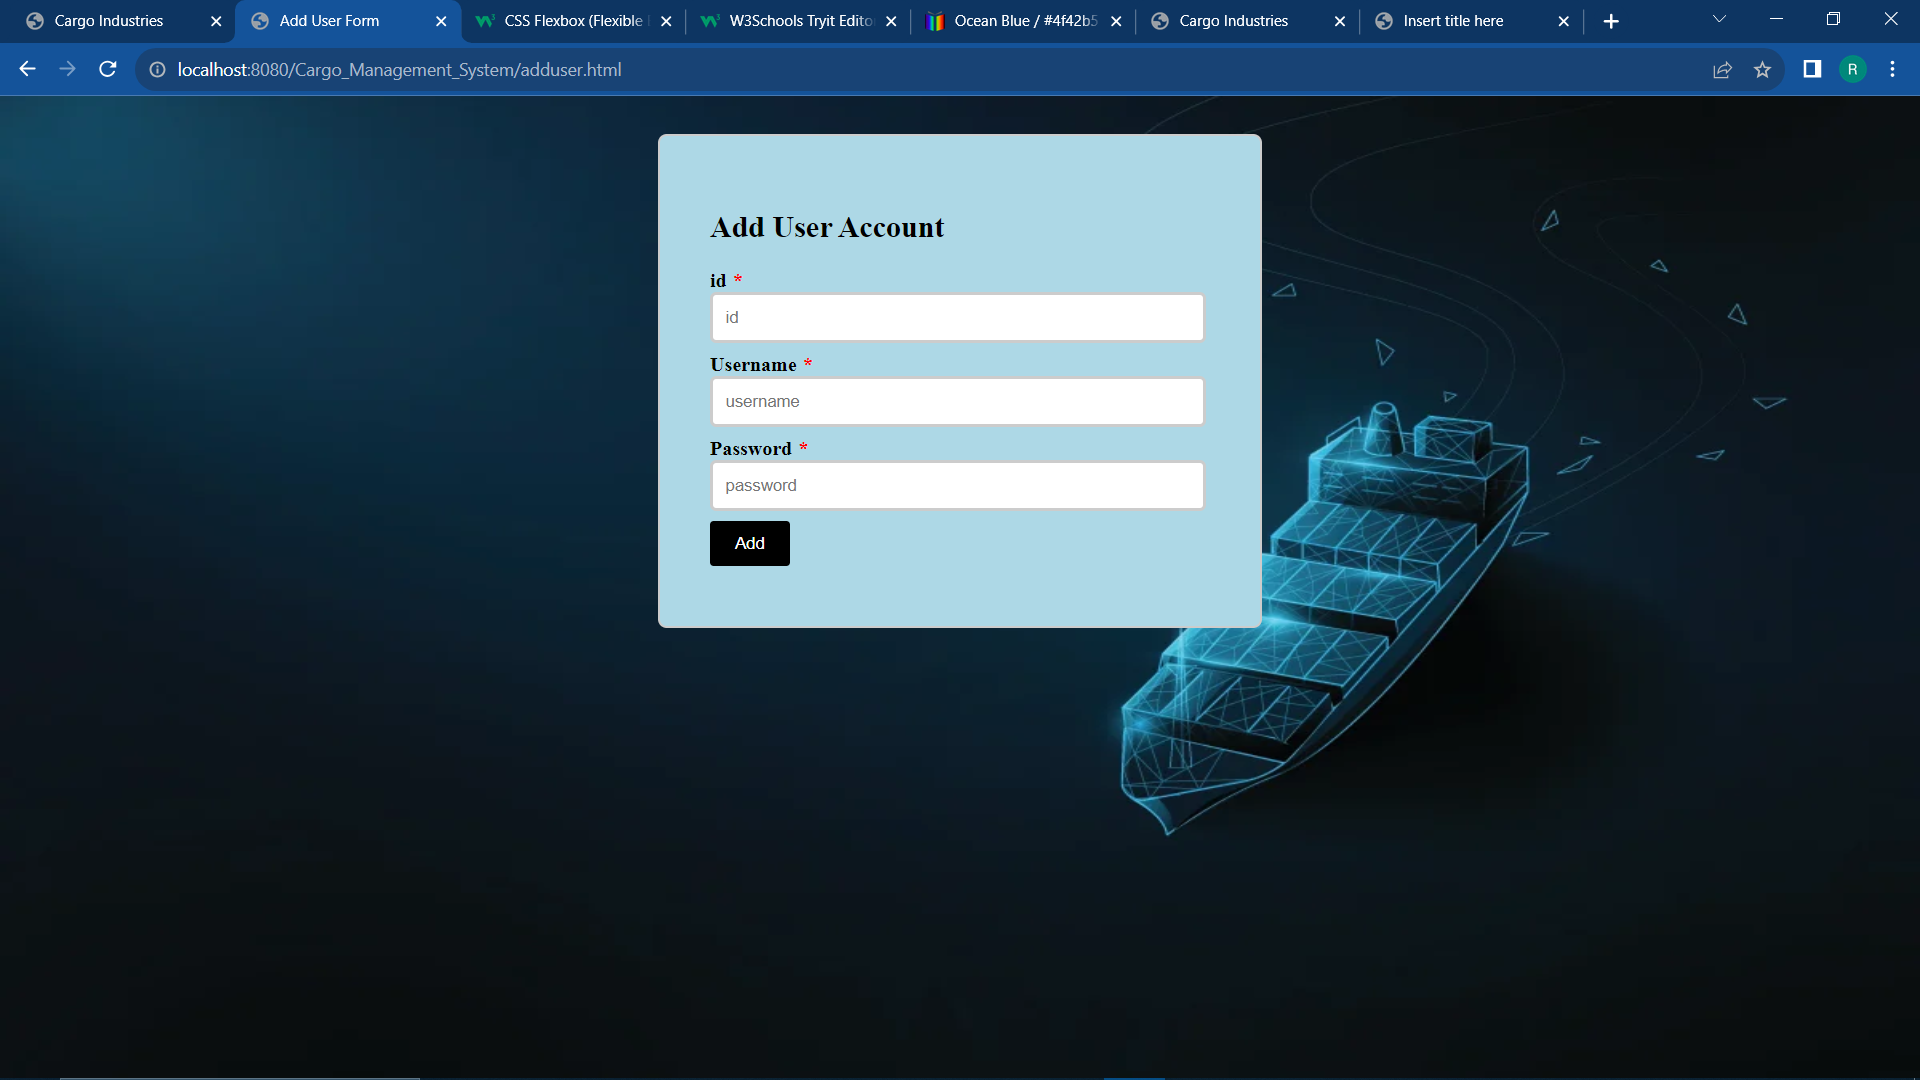 Cargo Industries
Add User Form
CSS Flexbox (Flexible
W3Schools Tryit Edito
Ocean Blue / #4f42b5
Cargo Industries
Insert title here
localhost:8080/Cargo_Management_System/adduser.html
R
Add User Account
id *
id
Username *
username
Password *
password
Add